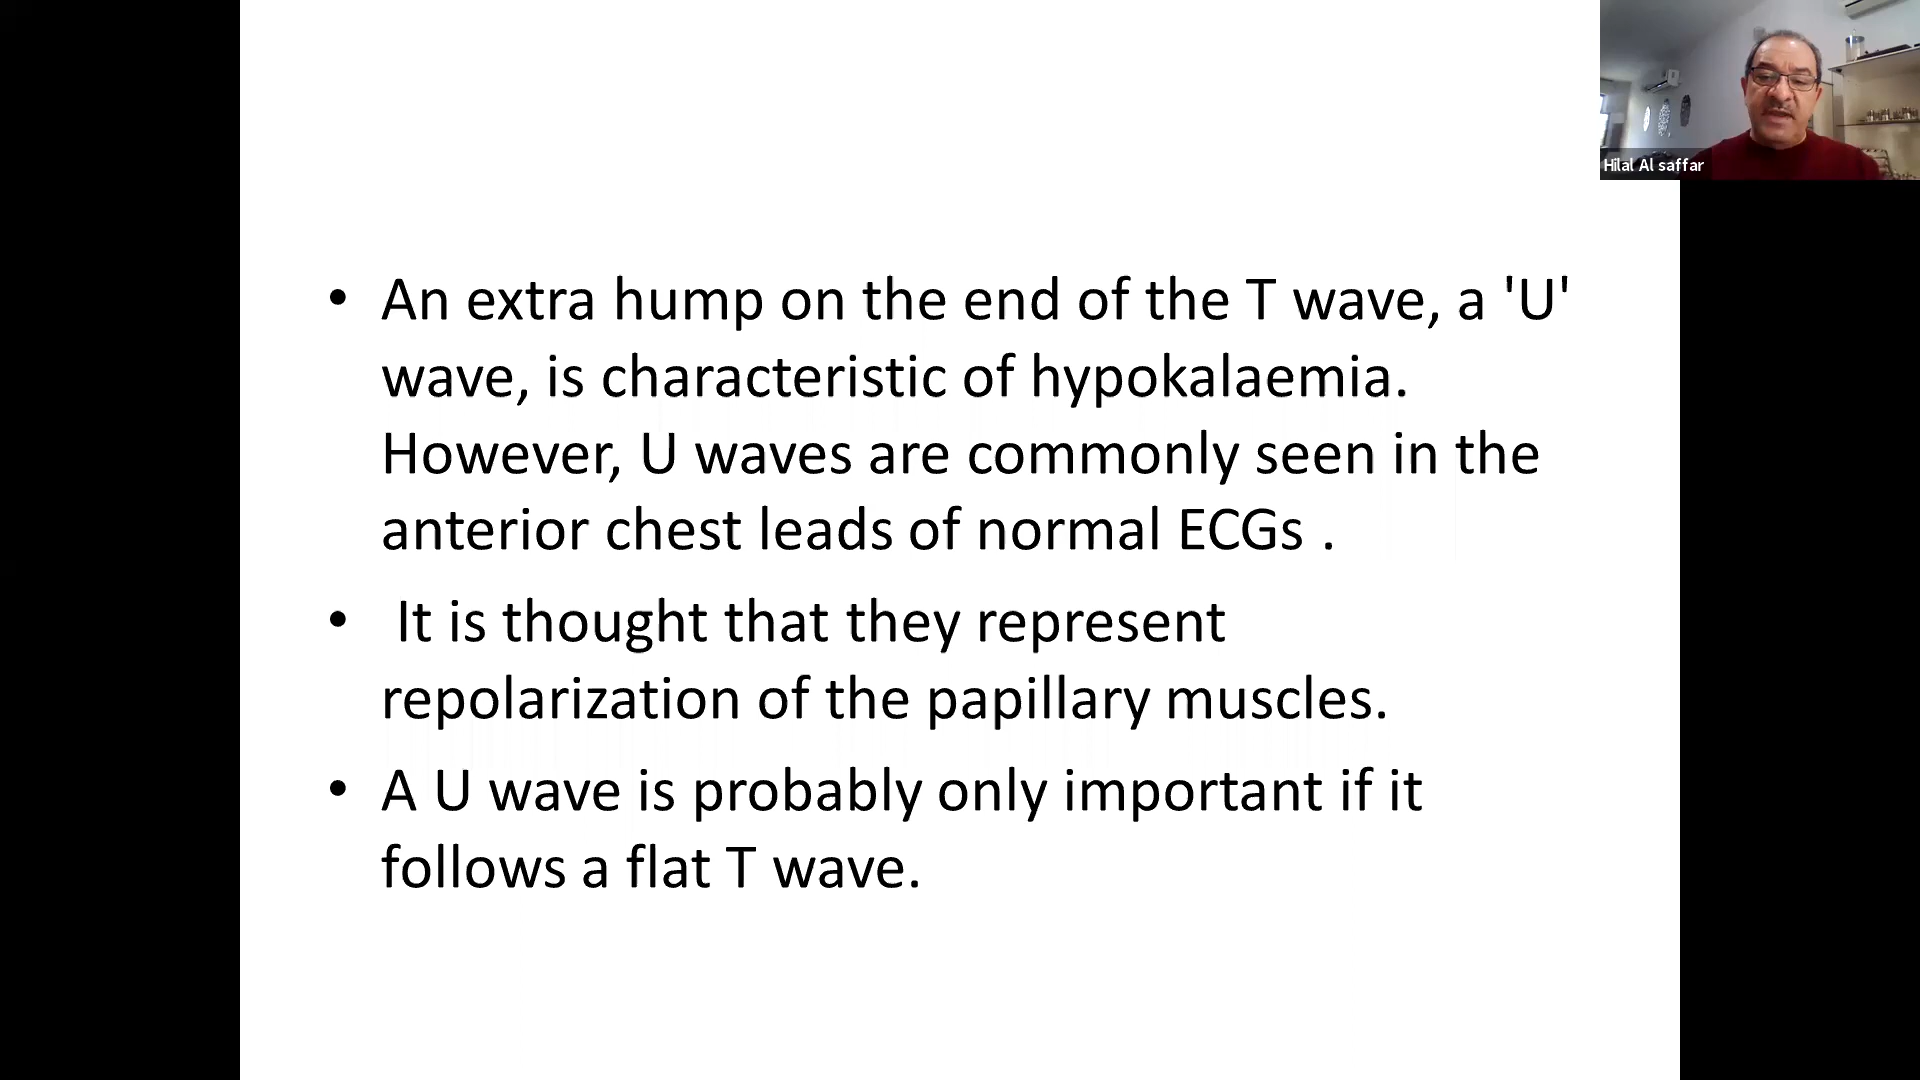 Hilal Al saffar
• An extra hump on the end of the T wave, a 'U'
wave, is characteristic of hypokalaemia.
However, U waves are commonly seen in the
anterior chest leads of normal ECGs .
• It is thought that they represent
repolarization of the papillary muscles.
• A U wave is probably only important if it
follows a flat T wave.